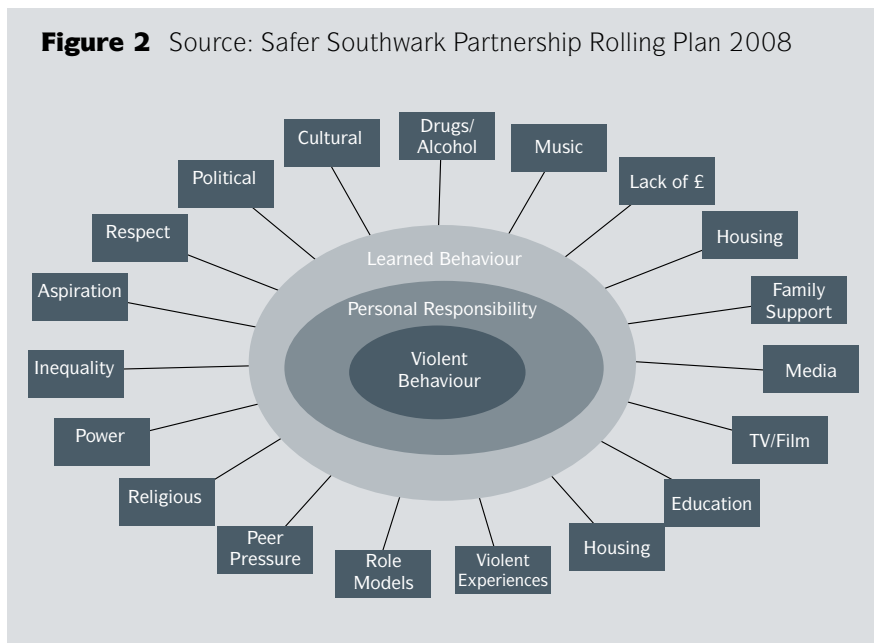 Figure 2 Source: Safer Southwark Partnership Rolling Plan 2008
Drugs/
Alcohol
Music
Lack of £
Housing
Family
Support
Media
TV/Film
Education
Housing
Violent
Experiences
Role
Models
Peer
Pressure
Religious
Power
Inequality
Aspiration
Respect
Political
Cultural
Learned Behaviour
Personal Responsibility
Violent
Behaviour